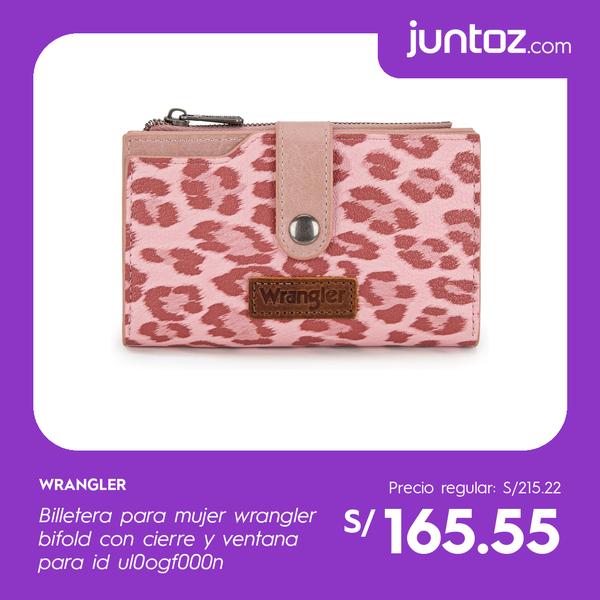 juntoz.com
Wrangler
WRANGLER
Billetera para mujer wrangler
bifold con cierre y ventana
para id ul0ogf000n
Precio regular: S/215.22
S/165.55